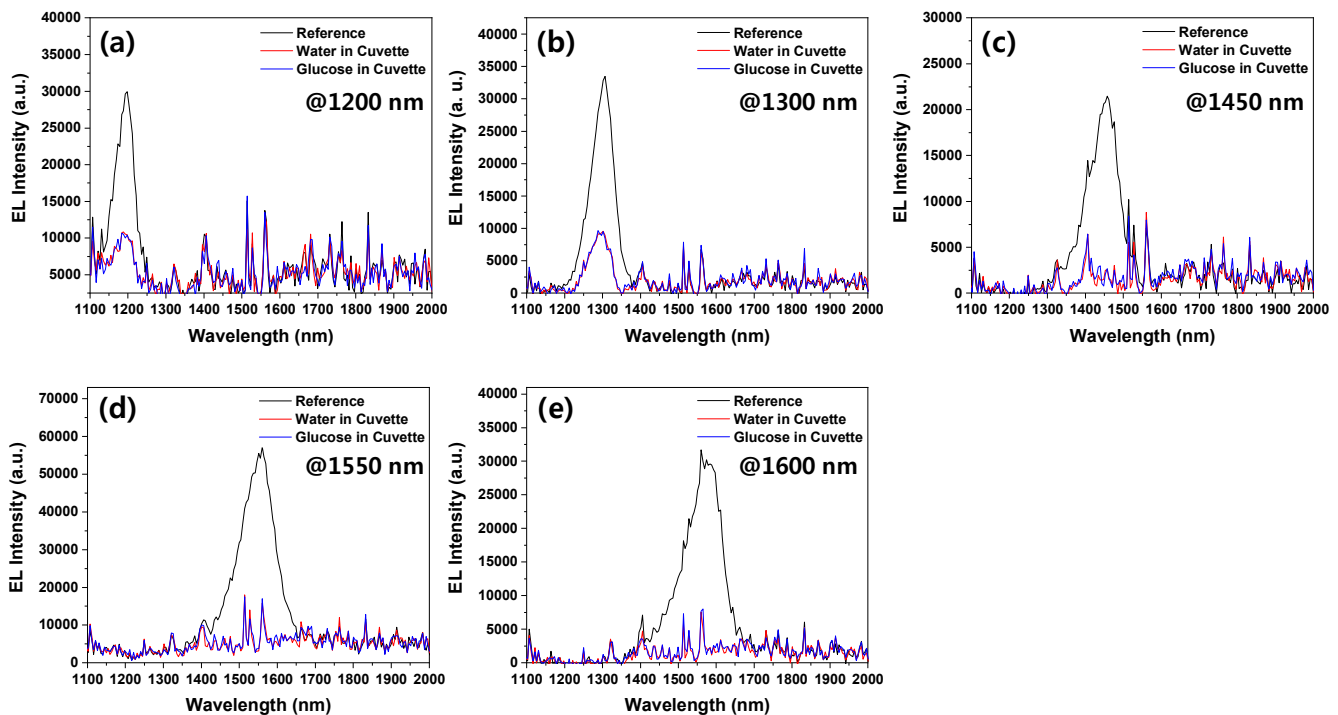 (a)
Reference
Water in Cuvette
Glucose in Cuvette
@1200 nm
EL Intensity (a.u.)
40000
35000
30000
25000
20000
15000
10000
5000
1100 1200 1300 1400 1500 1600 1700 1800 1900 2000
Wavelength (nm)
(b)
Reference
Water in Cuvette
Glucose in Cuvette
@1300 nm
EL Intensity (a. u.)
40000
35000
30000
25000
20000
15000
10000
5000
0
1100 1200 1300 1400 1500 1600 1700 1800 1900 2000
Wavelength (nm)
(c)
Reference
Water in Cuvette
Glucose in Cuvette
@1450 nm
EL Intensity (a.u.)
30000
25000
20000
15000
10000
5000
0
1100 1200 1300 1400 1500 1600 1700 1800 1900 2000
Wavelength (nm)
(d)
Reference
Water in Cuvette
Glucose in Cuvette
@1550 nm
EL Intensity (a.u.)
70000
60000
50000
40000
30000
20000
10000
0
1100 1200 1300 1400 1500 1600 1700 1800 1900 2000
Wavelength (nm)
(e)
Reference
Water in Cuvette
Glucose in Cuvette
@1600 nm
EL Intensity (a.u.)
40000
35000
30000
25000
20000
15000
10000
5000
0
1100 1200 1300 1400 1500 1600 1700 1800 1900 2000
Wavelength (nm)